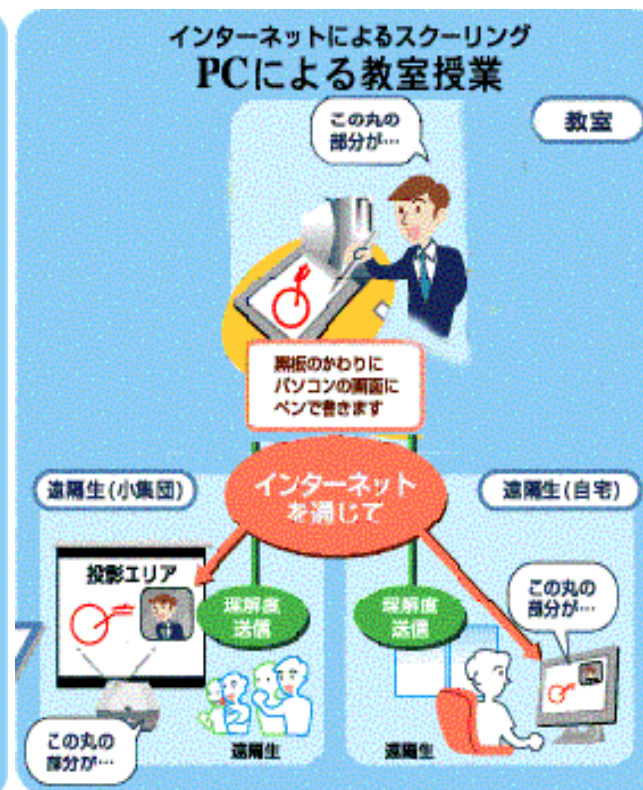 インターネットによるスクーリング
PCによる教室授業
教室
この丸の
部分が…
黒板のかわりに
パソコンの画面に
ペンで書きます
インターネット
を通じて
遠隔生(小集団)
遠隔生(自宅)
投影エリア
理解度
送信
理解度
送信
この丸の
部分が…
この丸の
部分が…
遠隔生
遠隔生